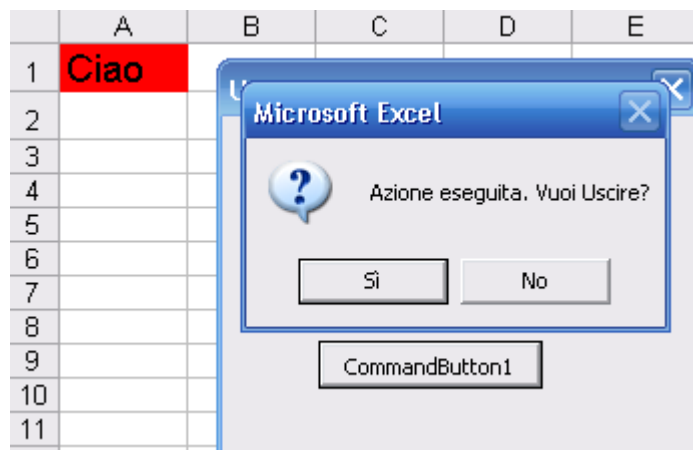 A B C D E
1 Ciao
2
Microsoft Excel
3
4
Azione eseguita. Vuoi Uscire?
5
6
7
Sì No
8
9
CommandButton1
10
11